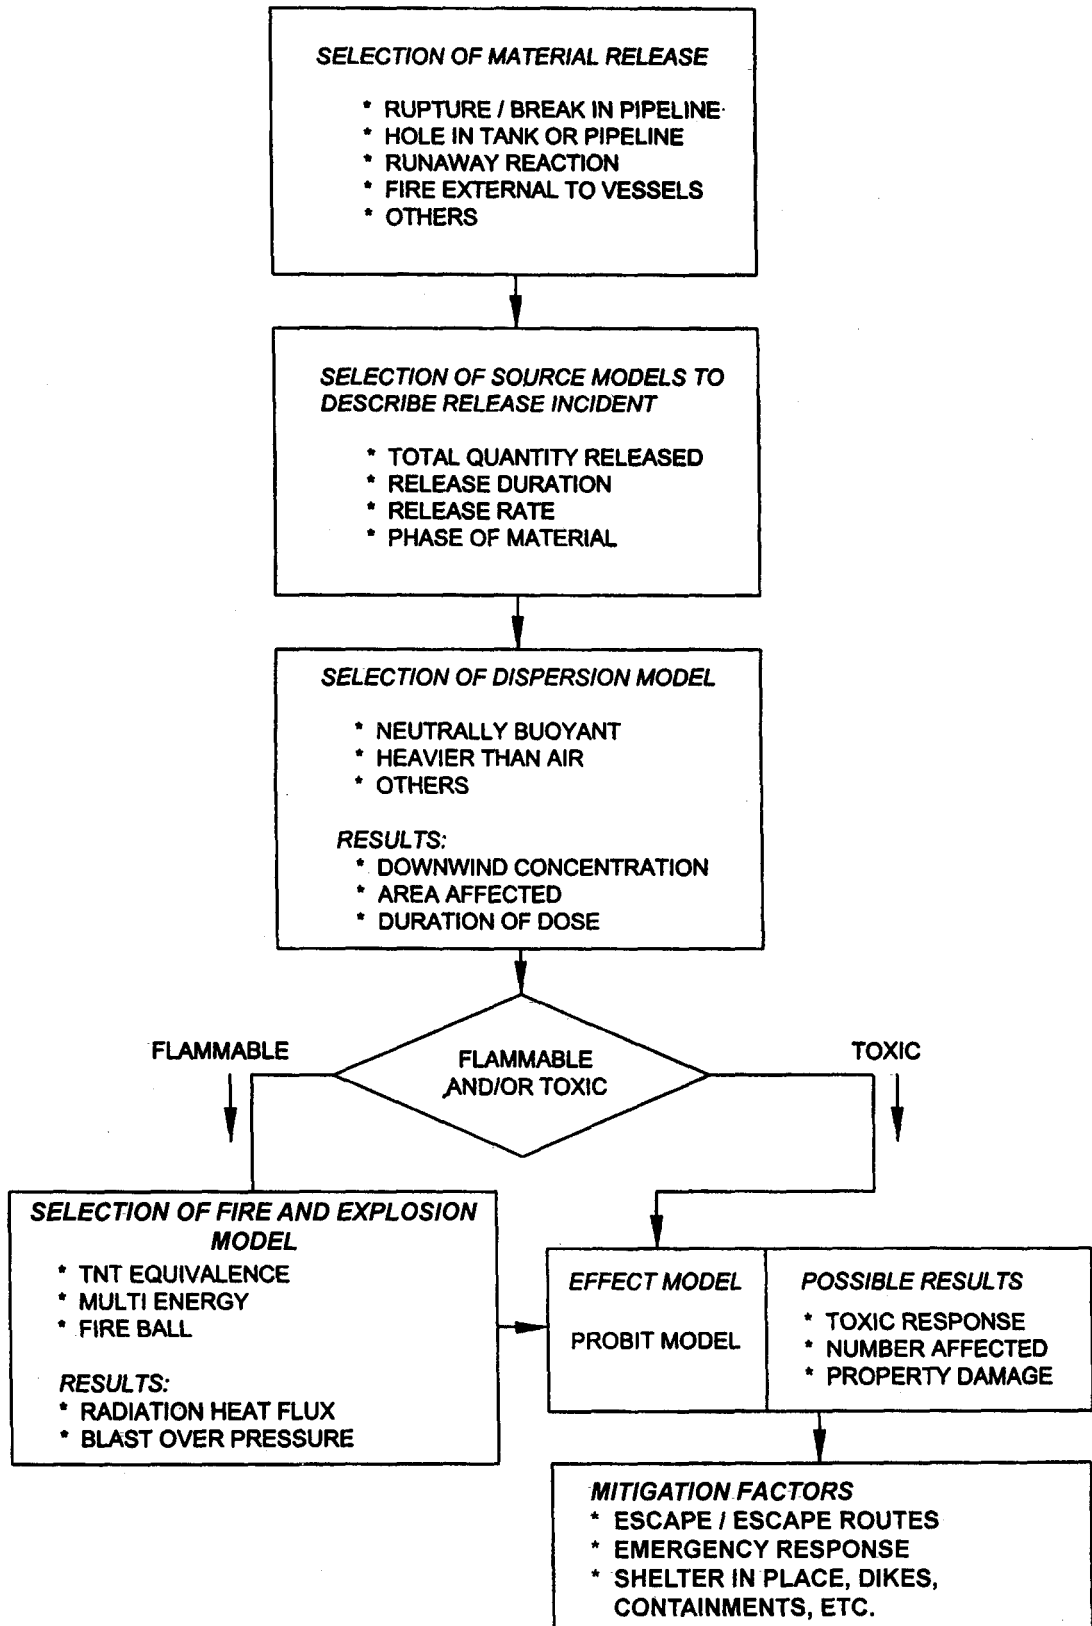 SELECTION OF MATERIAL RELEASE
* RUPTURE / BREAK IN PIPELINE
* HOLE IN TANK OR PIPELINE
* RUNAWAY REACTION
* FIRE EXTERNAL TO VESSELS
* OTHERS
SELECTION OF SOURCE MODELS TO
DESCRIBE RELEASE INCIDENT
* TOTAL QUANTITY RELEASED
* RELEASE DURATION
* RELEASE RATE
* PHASE OF MATERIAL
SELECTION OF DISPERSION MODEL
* NEUTRALLY BUOYANT
* HEAVIER THAN AIR
* OTHERS
RESULTS:
* DOWNWIND CONCENTRATION
* AREA AFFECTED
* DURATION OF DOSE
FLAMMABLE
FLAMMABLE
AND/OR TOXIC
TOXIC
SELECTION OF FIRE AND EXPLOSION
MODEL
* TNT EQUIVALENCE
* MULTI ENERGY
* FIRE BALL
RESULTS:
* RADIATION HEAT FLUX
* BLAST OVER PRESSURE
EFFECT MODEL
PROBIT MODEL
POSSIBLE RESULTS
* TOXIC RESPONSE
* NUMBER AFFECTED
* PROPERTY DAMAGE
MITIGATION FACTORS
* ESCAPE / ESCAPE ROUTES
* EMERGENCY RESPONSE
* SHELTER IN PLACE, DIKES,
CONTAINMENTS, ETC.